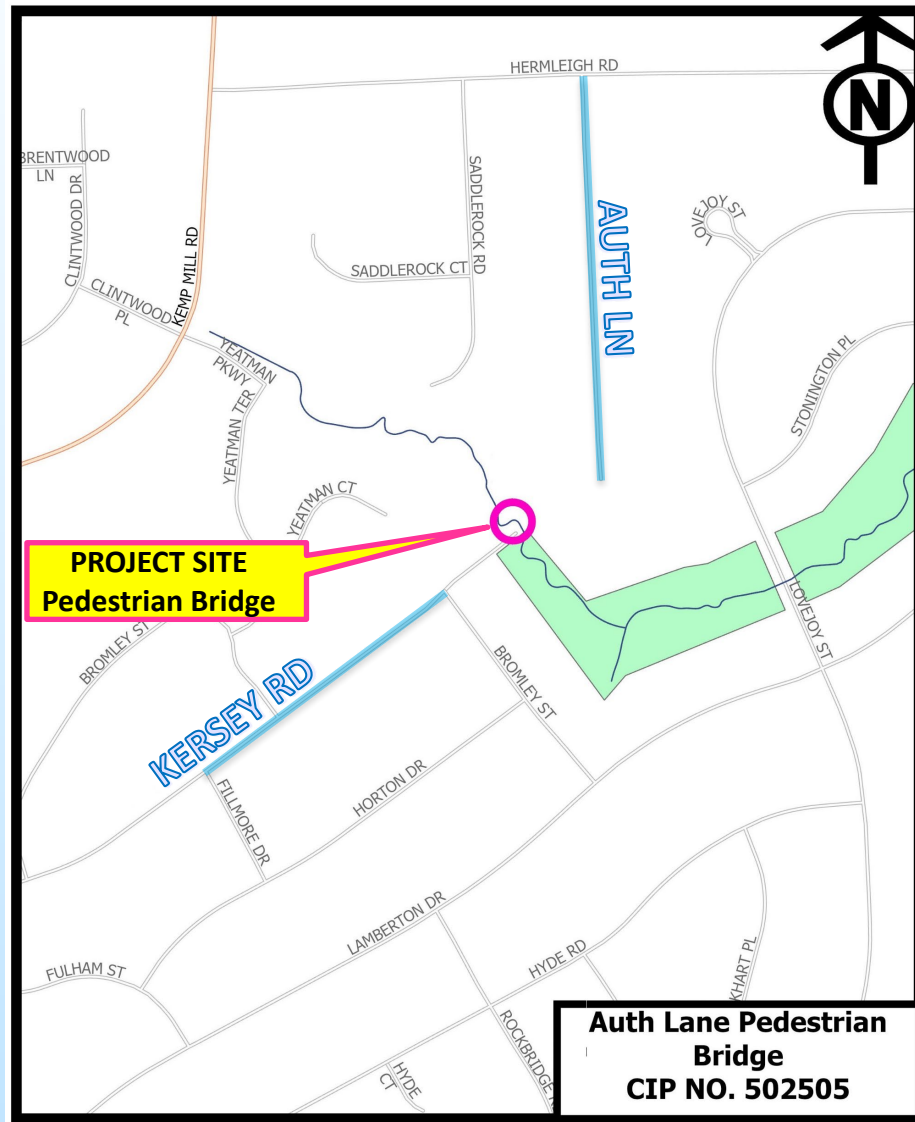 HERMLEIGH RD
N
BRENTWOOD
LN
CLINTWOOD DR
KEMP MILL RD
SADDLEROCK RD
AUTH LN
LOVEJOY ST
SADDLEROCK CT
CLINTWOOD
PL
YEATMAN
PKWY
STONINGTON PL
YEATMAN TER
YEATMAN CT
PROJECT SITE
Pedestrian Bridge
LOVEJOY ST
BROMLEY ST
BROMLEY ST
KERSEY RD
HORTON DR
FILLMORE DR
LAMBERTON DR
HYDE RD
KHART PL
FULHAM ST
ROCKBRIDGE R
HYDE
CT
Auth Lane Pedestrian
Bridge
CIP NO. 502505